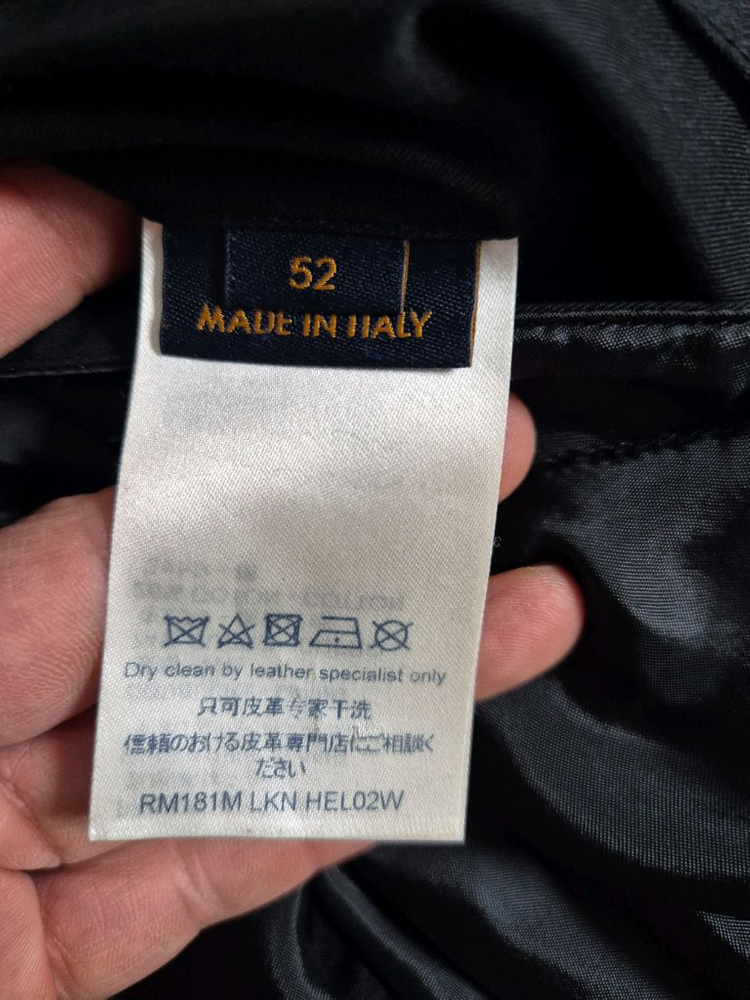 52
MADE IN ITALY
Dry clean by leather specialist only
只可皮革专家干洗
信頼のおける皮革専門店にご相談く
ださい
RM181M LKN HEL02W